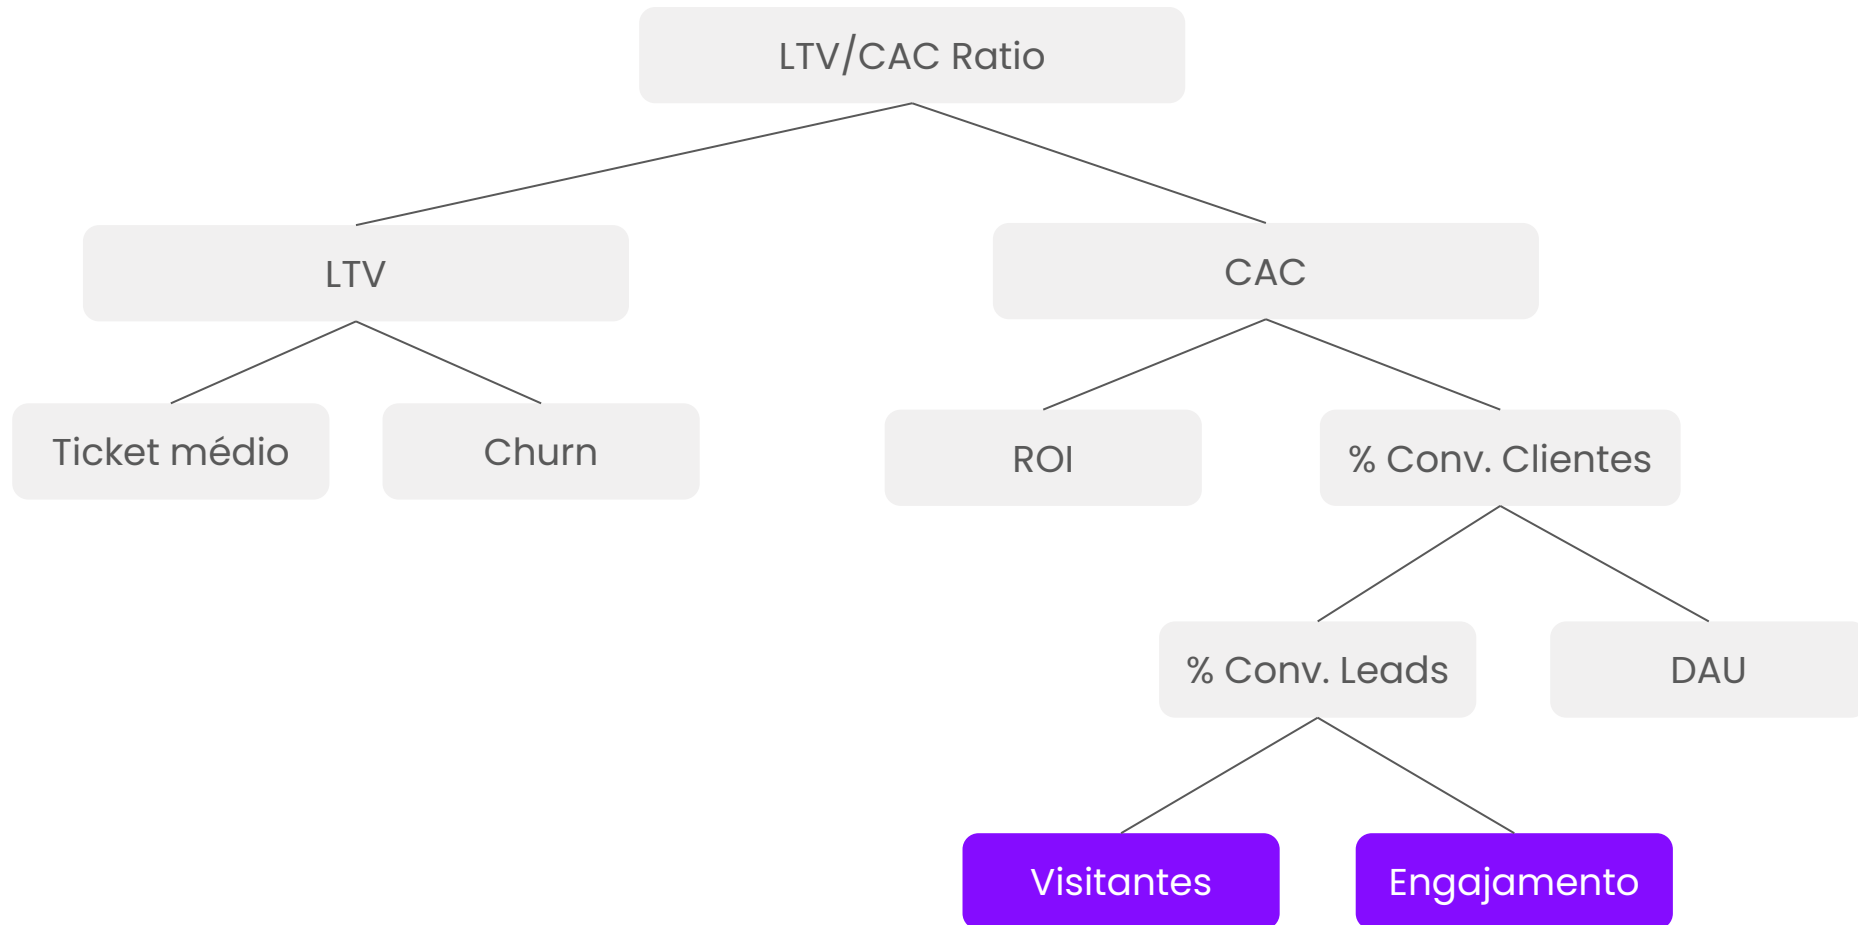 LTV/CAC Ratio
LTV
CAC
Ticket médio
Churn
ROI
% Conv. Clientes
% Conv. Leads
DAU
Visitantes
Engajamento